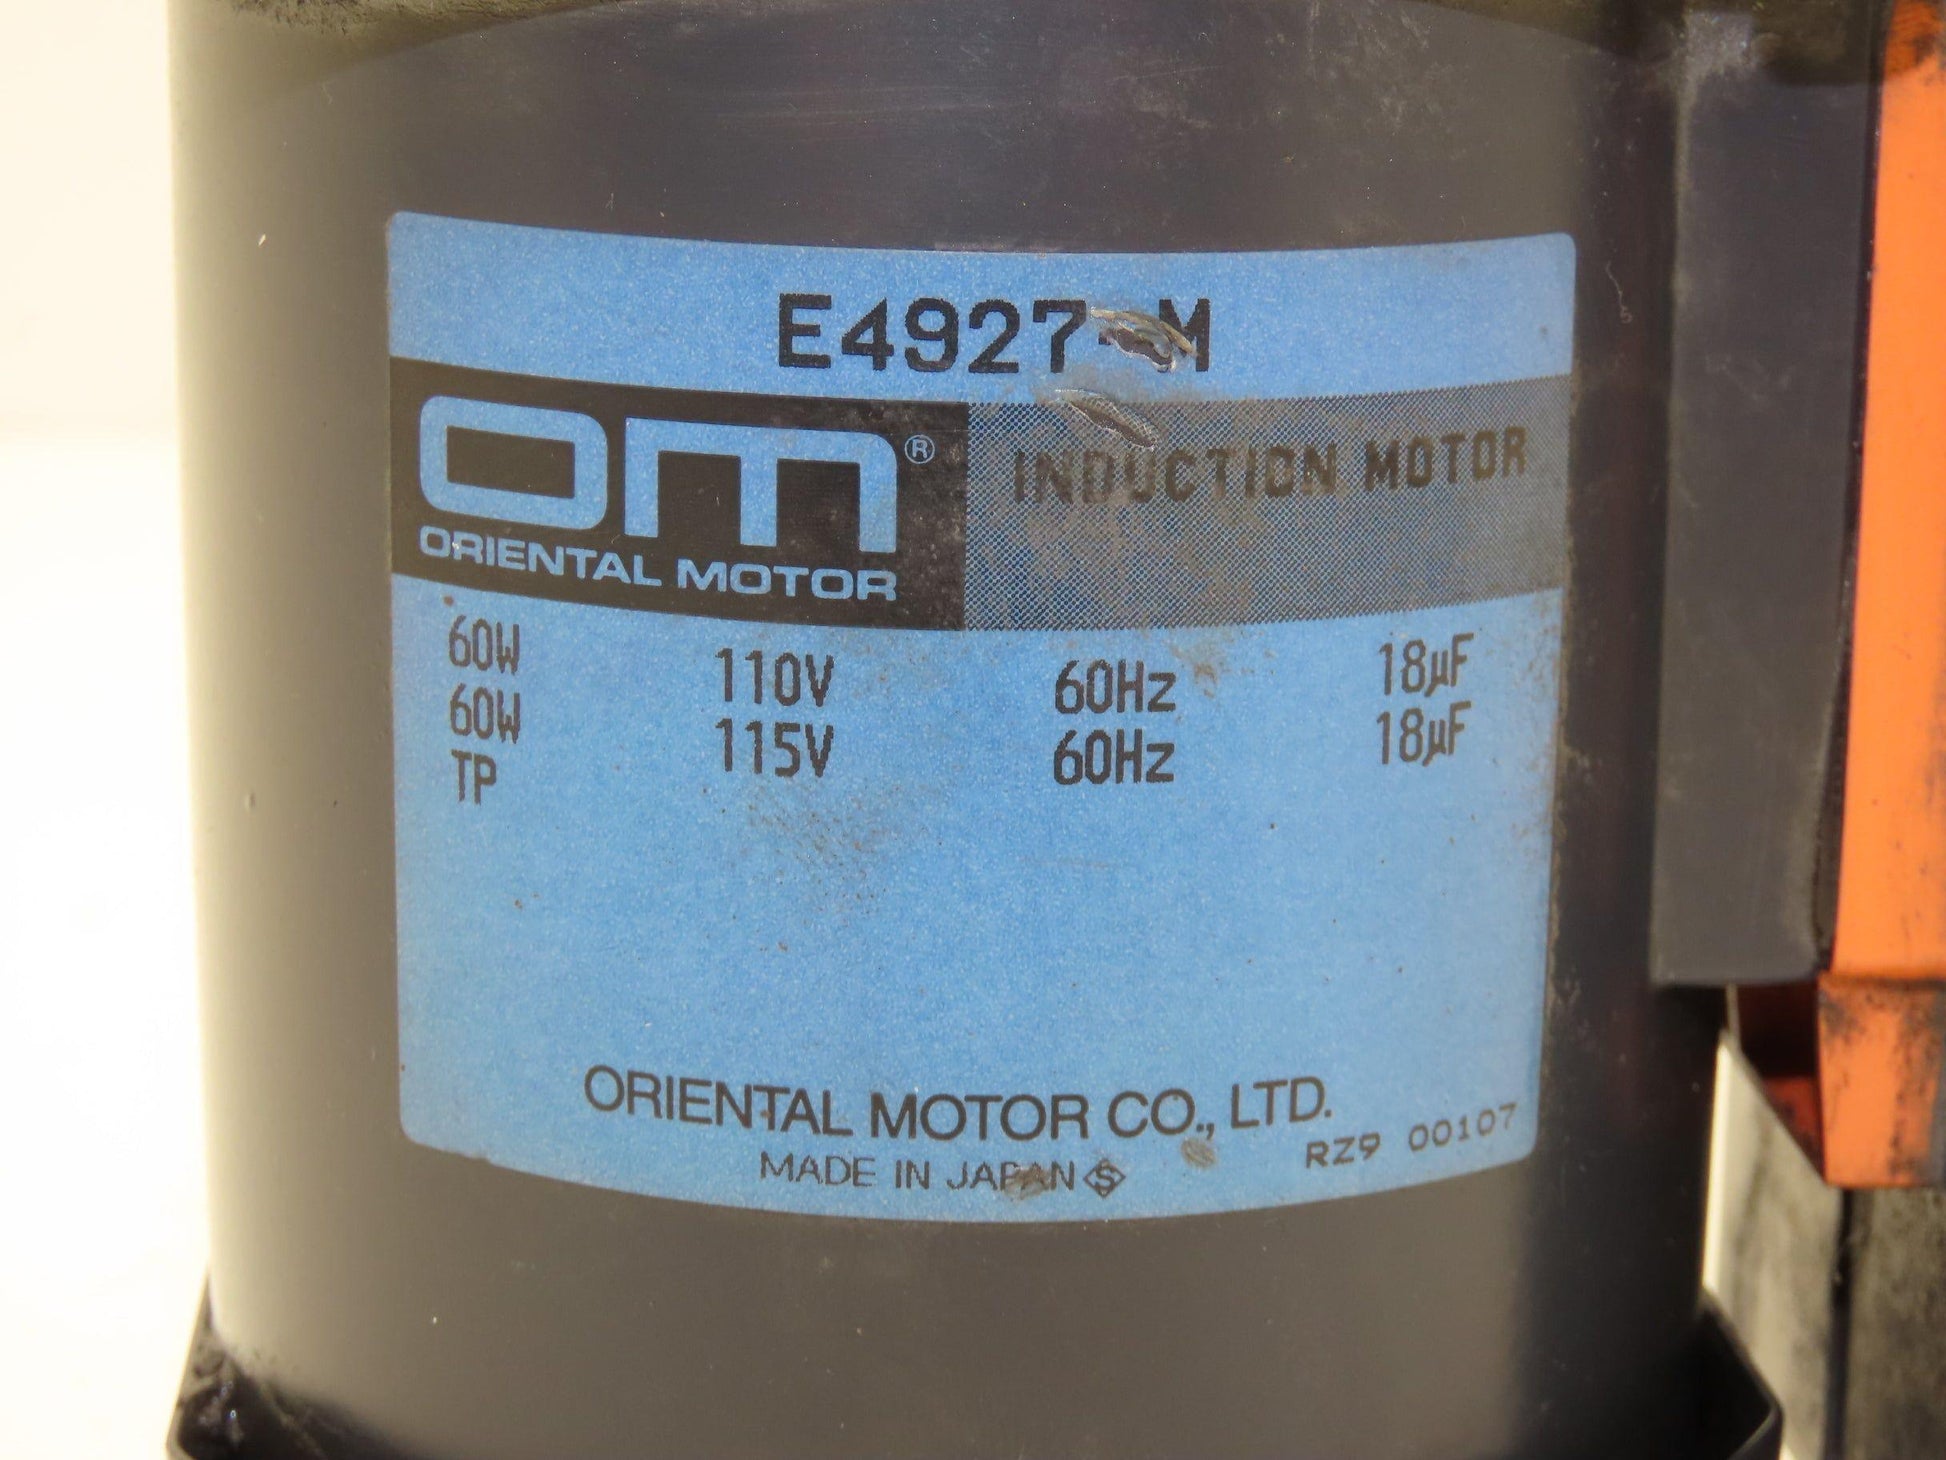 E4927-M
om®
ORIENTAL MOTOR
INDUCTION MOTOR
60W 110V 60Hz 18µF
60W 115V 60Hz 18µF
TP
ORIENTAL MOTOR CO., LTD.
MADE IN JAPAN S
RZ9 00107